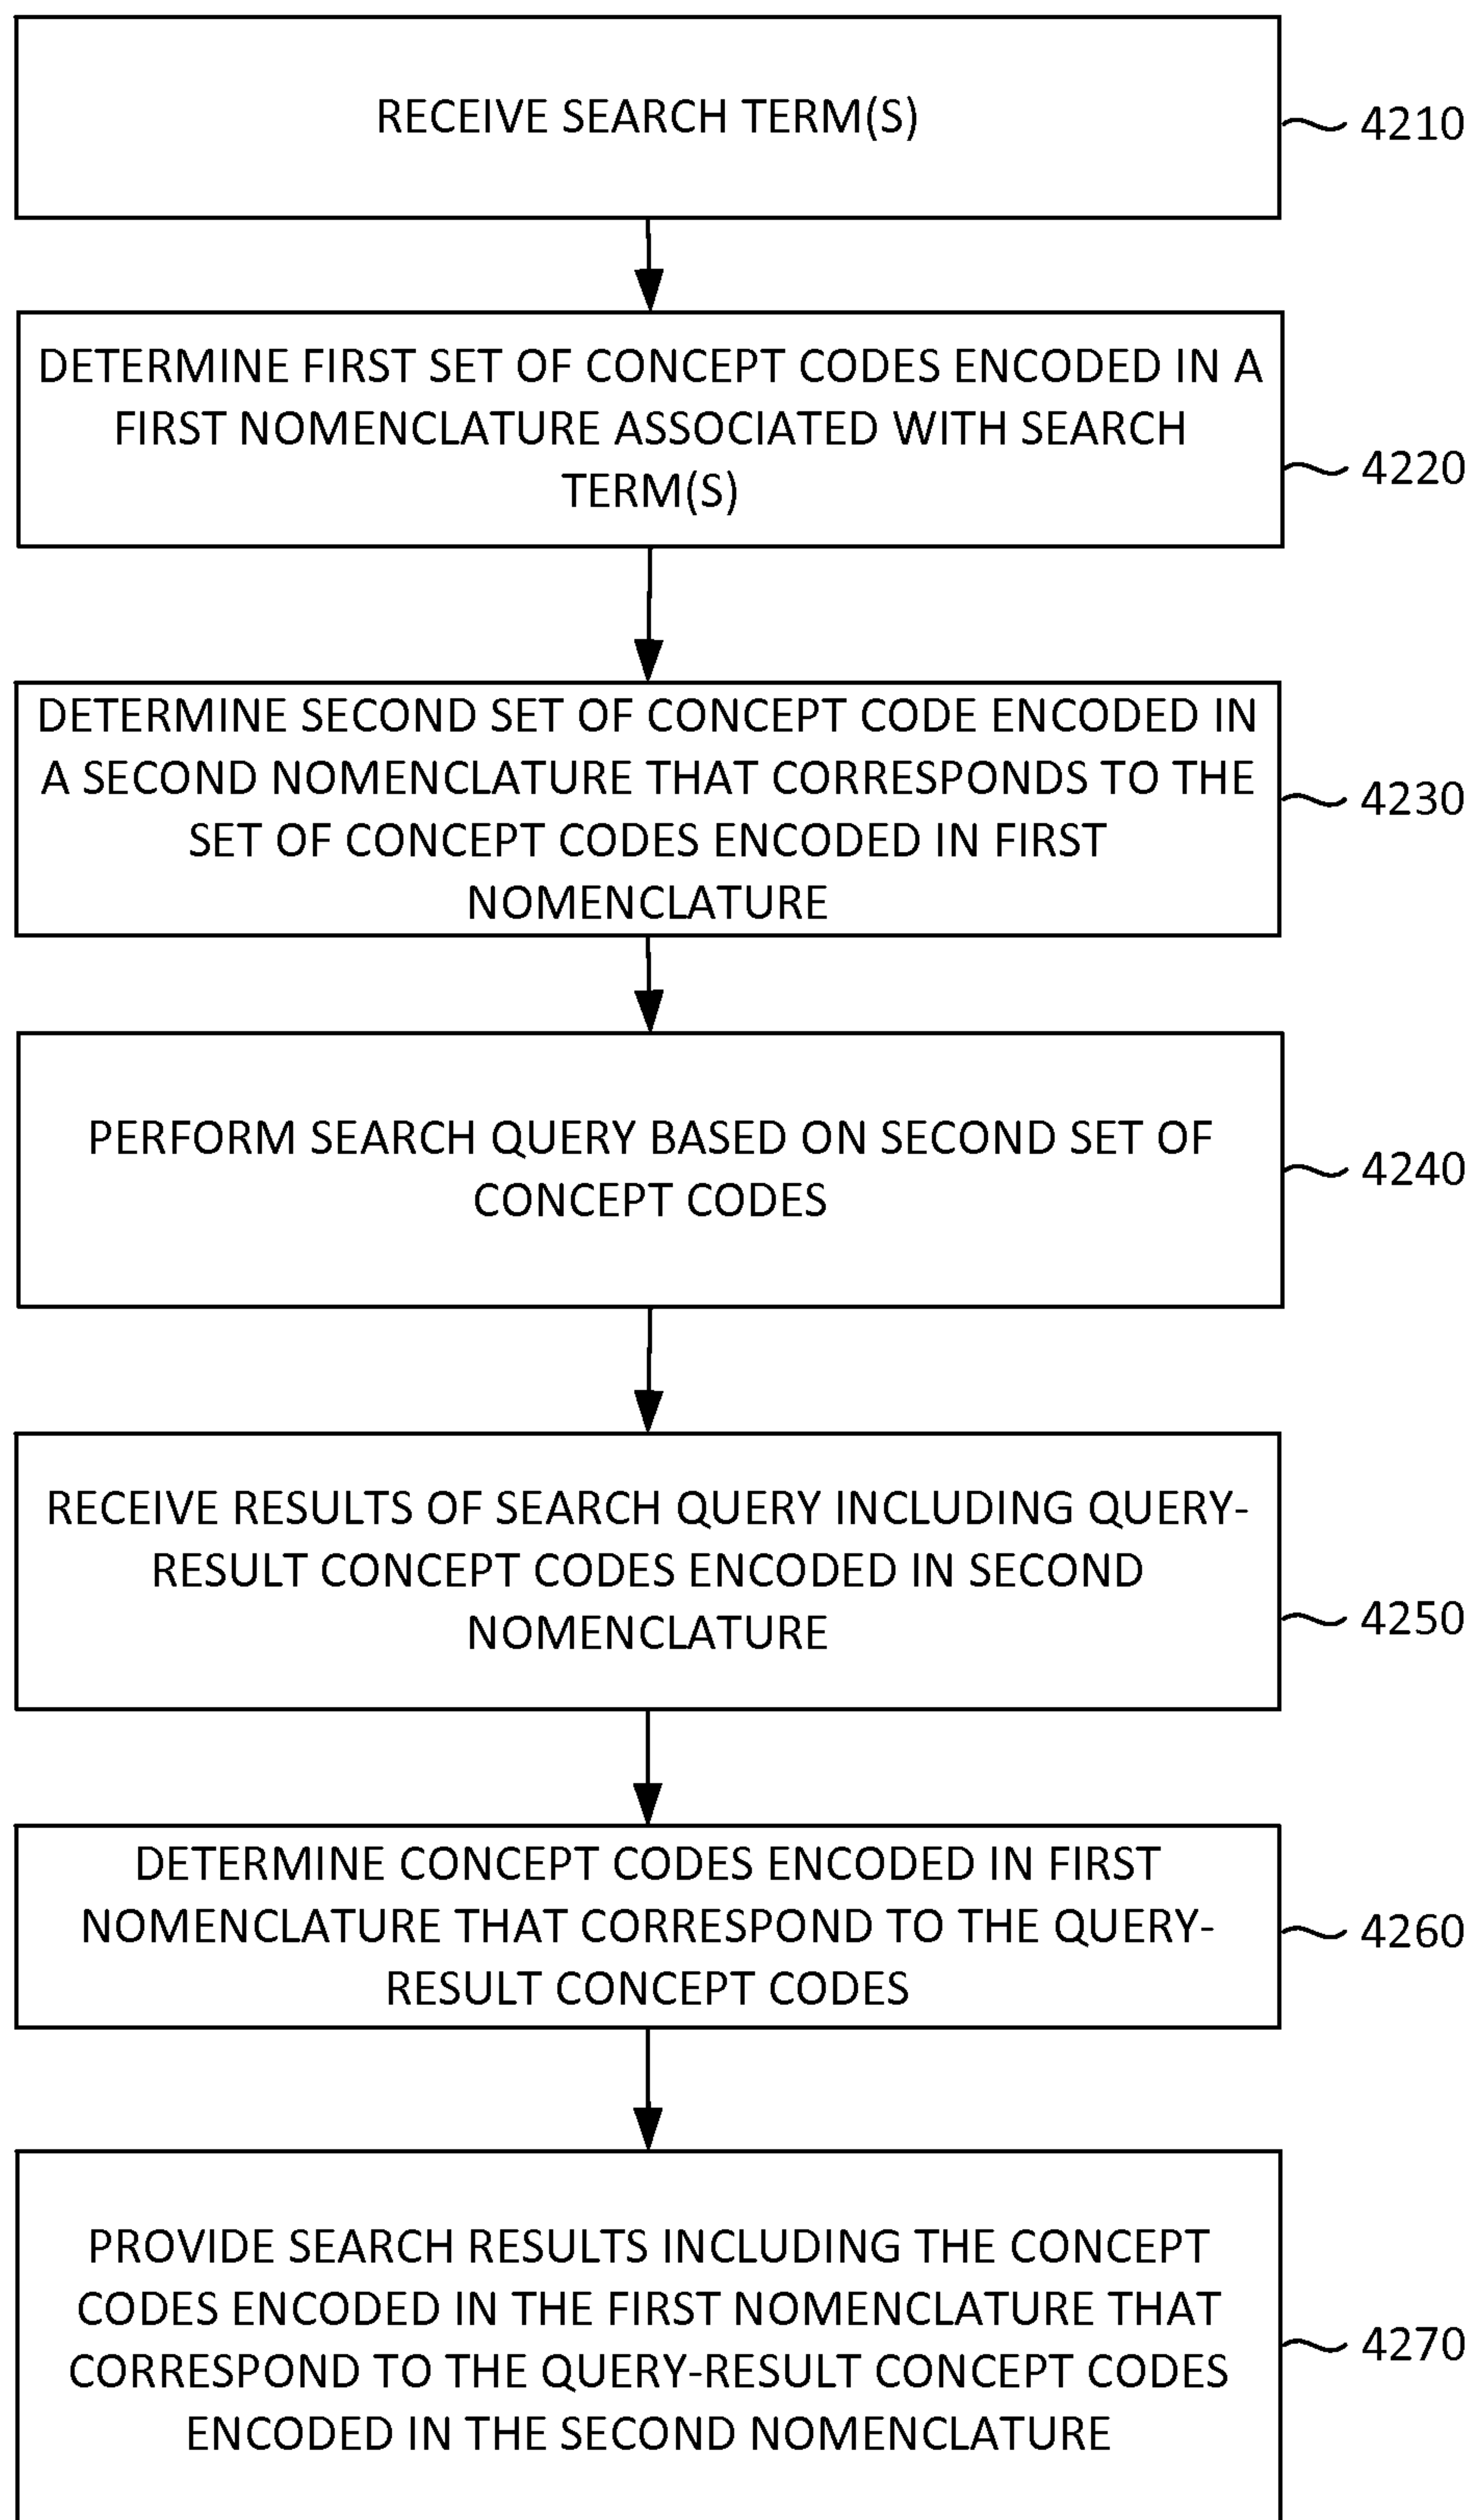 RECEIVE SEARCH TERM(S)
4210
DETERMINE FIRST SET OF CONCEPT CODES ENCODED IN A
FIRST NOMENCLATURE ASSOCIATED WITH SEARCH
TERM(S)
4220
DETERMINE SECOND SET OF CONCEPT CODE ENCODED IN
A SECOND NOMENCLATURE THAT CORRESPONDS TO THE
SET OF CONCEPT CODES ENCODED IN FIRST
NOMENCLATURE
4230
PERFORM SEARCH QUERY BASED ON SECOND SET OF
CONCEPT CODES
4240
RECEIVE RESULTS OF SEARCH QUERY INCLUDING QUERY-
RESULT CONCEPT CODES ENCODED IN SECOND
NOMENCLATURE
4250
DETERMINE CONCEPT CODES ENCODED IN FIRST
NOMENCLATURE THAT CORRESPOND TO THE QUERY-
RESULT CONCEPT CODES
4260
PROVIDE SEARCH RESULTS INCLUDING THE CONCEPT
CODES ENCODED IN THE FIRST NOMENCLATURE THAT
CORRESPOND TO THE QUERY-RESULT CONCEPT CODES
ENCODED IN THE SECOND NOMENCLATURE
4270